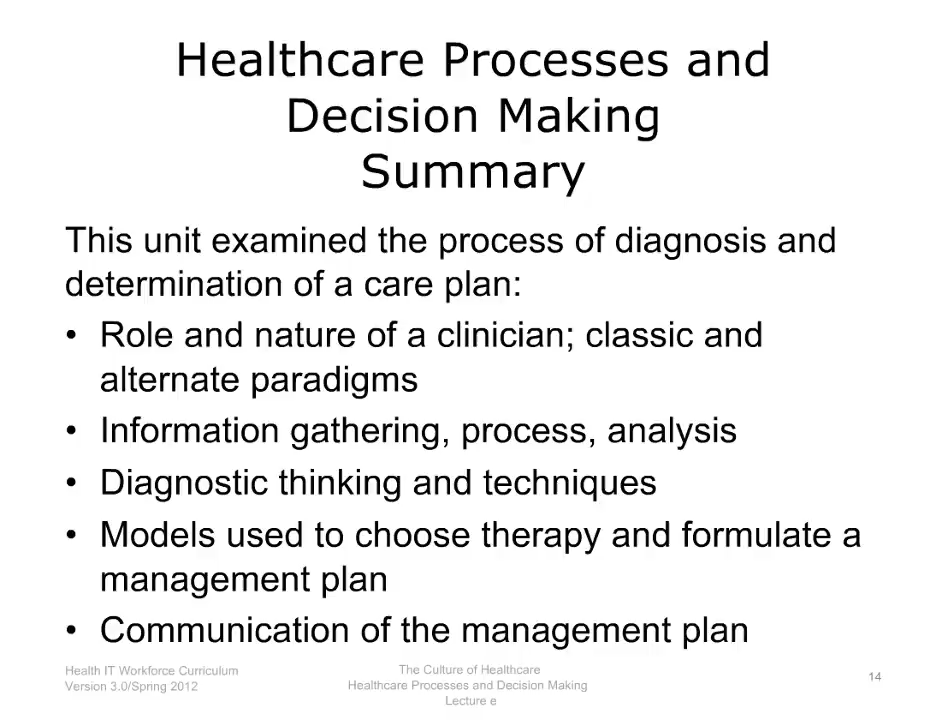 Healthcare Processes and
Decision Making
Summary
This unit examined the process of diagnosis and
determination of a care plan:
• Role and nature of a clinician; classic and
alternate paradigms
• Information gathering, process, analysis
• Diagnostic thinking and techniques
• Models used to choose therapy and formulate a
management plan
• Communication of the management plan
Health IT Workforce Curriculum
Version 3.0/Spring 2012
The Culture of Healthcare
Healthcare Processes and Decision Making
Lecture e
14